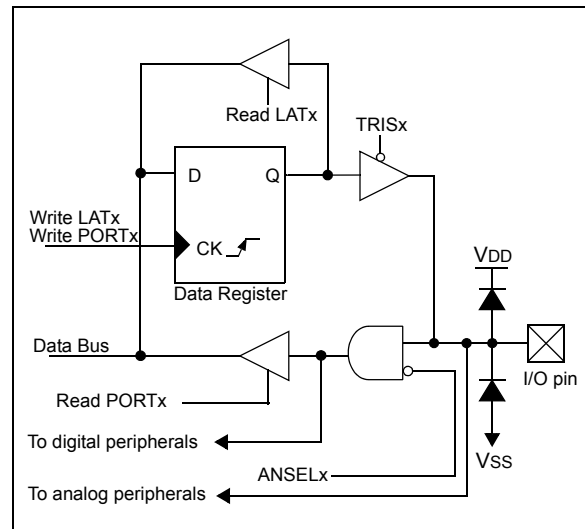 Read LATx
TRISx
D Q
Write LATx
Write PORTx
CK
Data Register
VDD
Data Bus
I/O pin
Read PORTx
To digital peripherals
VSS
ANSELx
To analog peripherals